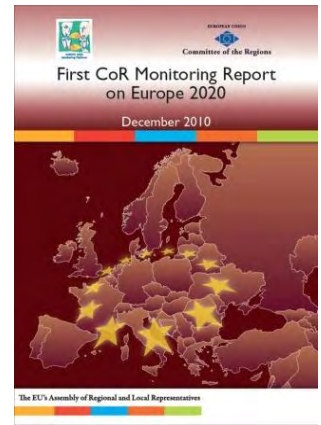 EUROPEAN UNION
Committee of the Regions
First CoR Monitoring Report
on Europe 2020
December 2010
The EU's Assembly of Regional and Local Representatives